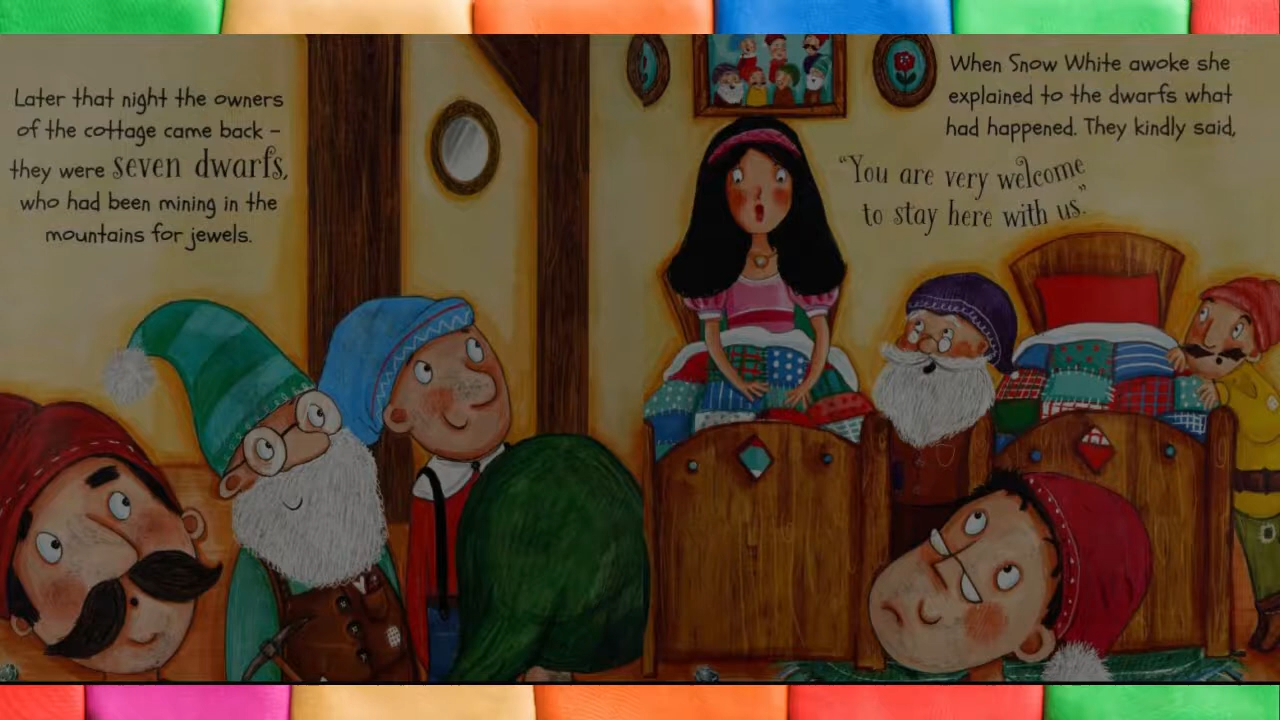 Later that night the owners
of the cottage came back –
they were seven dwarfs,
who had been mining in the
mountains for jewels.
When Snow White awoke she
explained to the dwarfs what
had happened. They kindly said,
“You are very welcome
to stay here with us.”